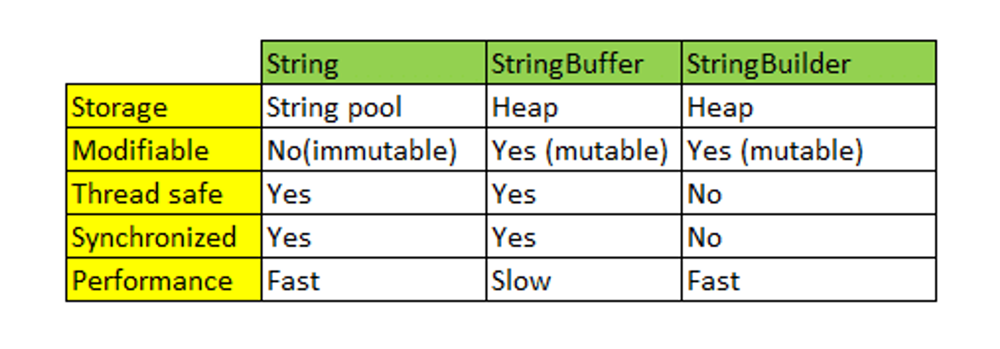 String StringBuffer StringBuilder
Storage String pool Heap Heap
Modifiable No(immutable) Yes (mutable) Yes (mutable)
Thread safe Yes Yes No
Synchronized Yes Yes No
Performance Fast Slow Fast